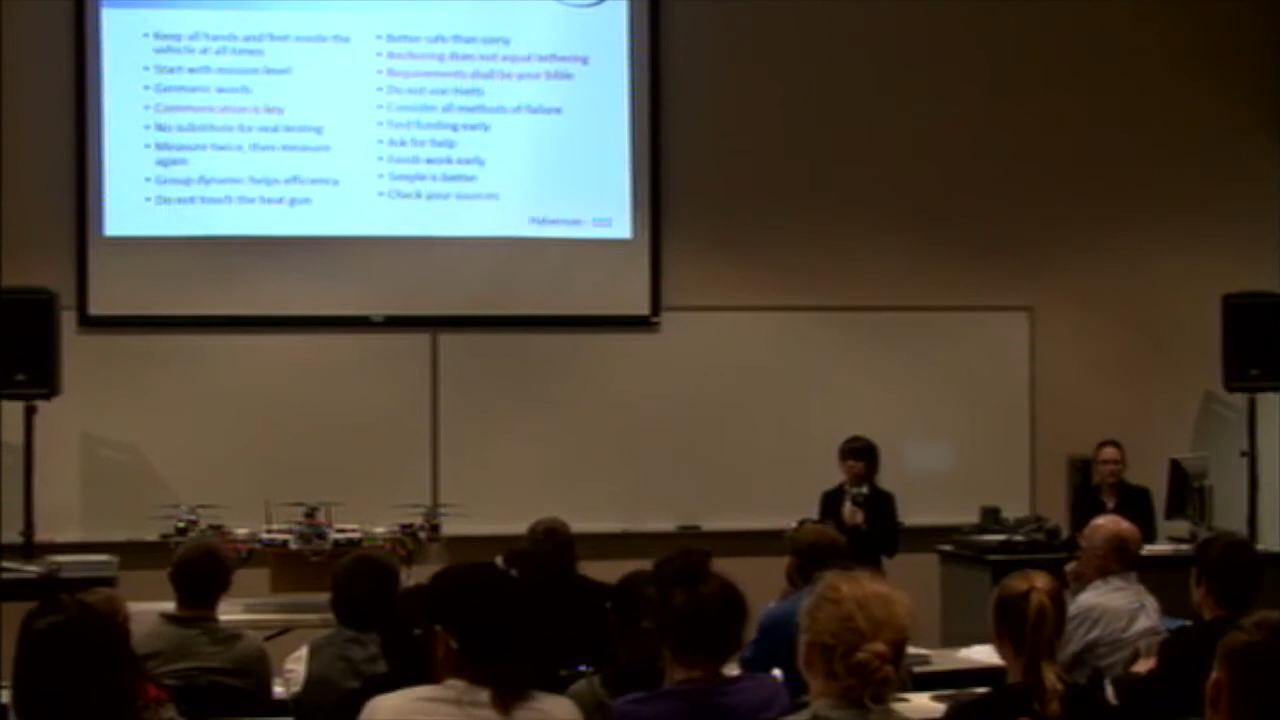 • Keep all hands and feet inside the
vehicle at all times
• Start with mouse level
• Germanic words
• Communication is key
• No substitute for real testing
• Measure twice, then measure
again
• Group dynamic helps efficiency
• Do not touch the heat gun
• Better safe than sorry
• Anchoring does not equal tethering
• Requirements shall be your bible
• Do not use
• Consider all methods of failure
• Find funding early
• Ask for help
• Finish work early
• Simple is better
• Check your sources